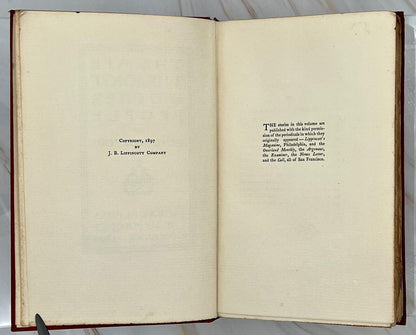 Copyright, 1897
by
J. B. Lippincott Company
THE stories in this volume are
published with the kind permis-
sion of the periodicals in which they
originally appeared — Lippincott's
Magazine, Philadelphia, and the
Overland Monthly, the Argonaut,
the Examiner, the News Letter,
and the Call, all of San Francisco.